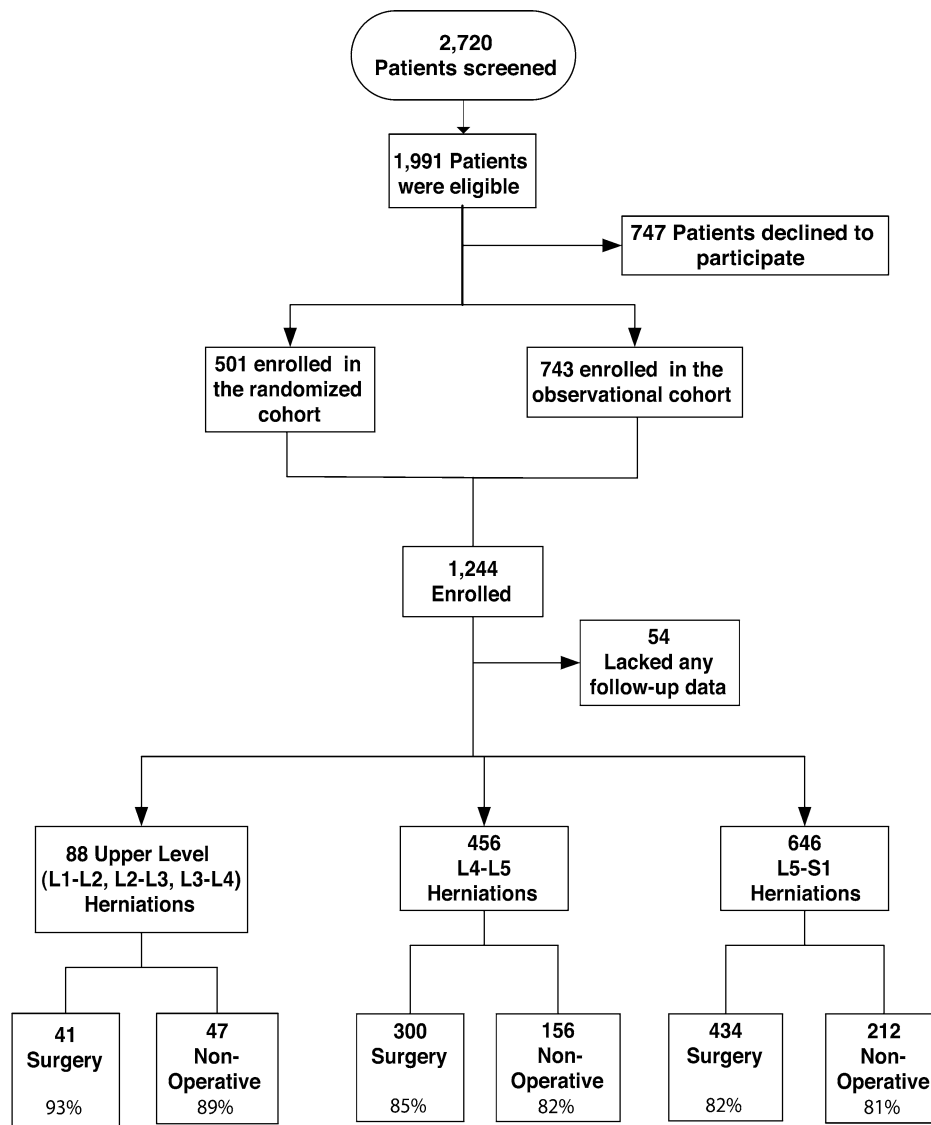 2,720
Patients screened
1,991 Patients
were eligible
747 Patients declined to
participate
501 enrolled in
the randomized
cohort
743 enrolled in the
observational cohort
1,244
Enrolled
54
Lacked any
follow-up data
88 Upper Level
(L1-L2, L2-L3, L3-L4)
Herniations
456
L4-L5
Herniations
646
L5-S1
Herniations
41
Surgery
93%
47
Non-
Operative
89%
300
Surgery
85%
156
Non-
Operative
82%
434
Surgery
82%
212
Non-
Operative
81%